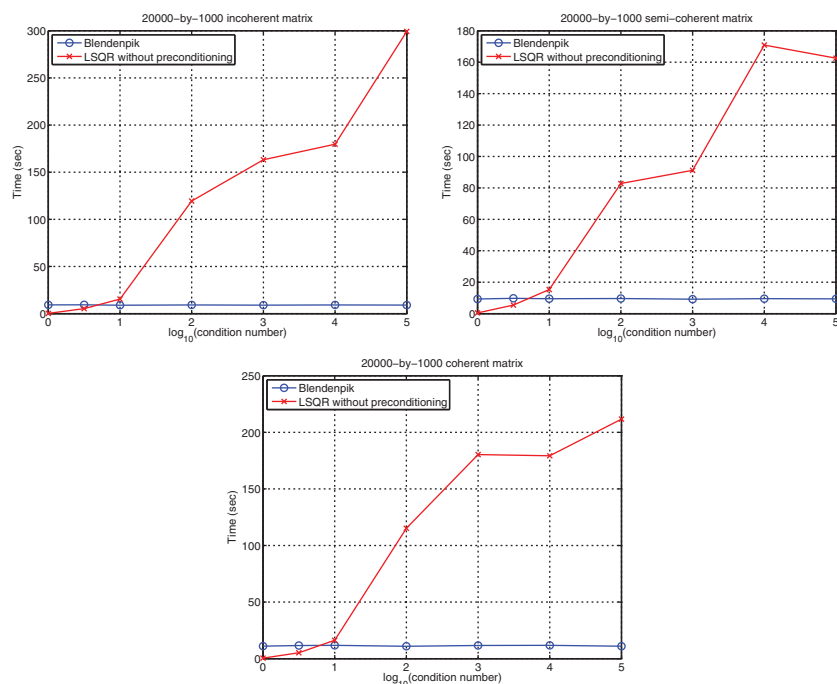 20000−by−1000 incoherent matrix
Blendenpik
LSQR without preconditioning
Time (sec)
300
250
200
150
100
50
0
0 1 2 3 4 5
log10(condition number)
20000−by−1000 semi−coherent matrix
Blendenpik
LSQR without preconditioning
Time (sec)
180
160
140
120
100
80
60
40
20
0
0 1 2 3 4 5
log10(condition number)
20000−by−1000 coherent matrix
Blendenpik
LSQR without preconditioning
Time (sec)
250
200
150
100
50
0
0 1 2 3 4 5
log10(condition number)